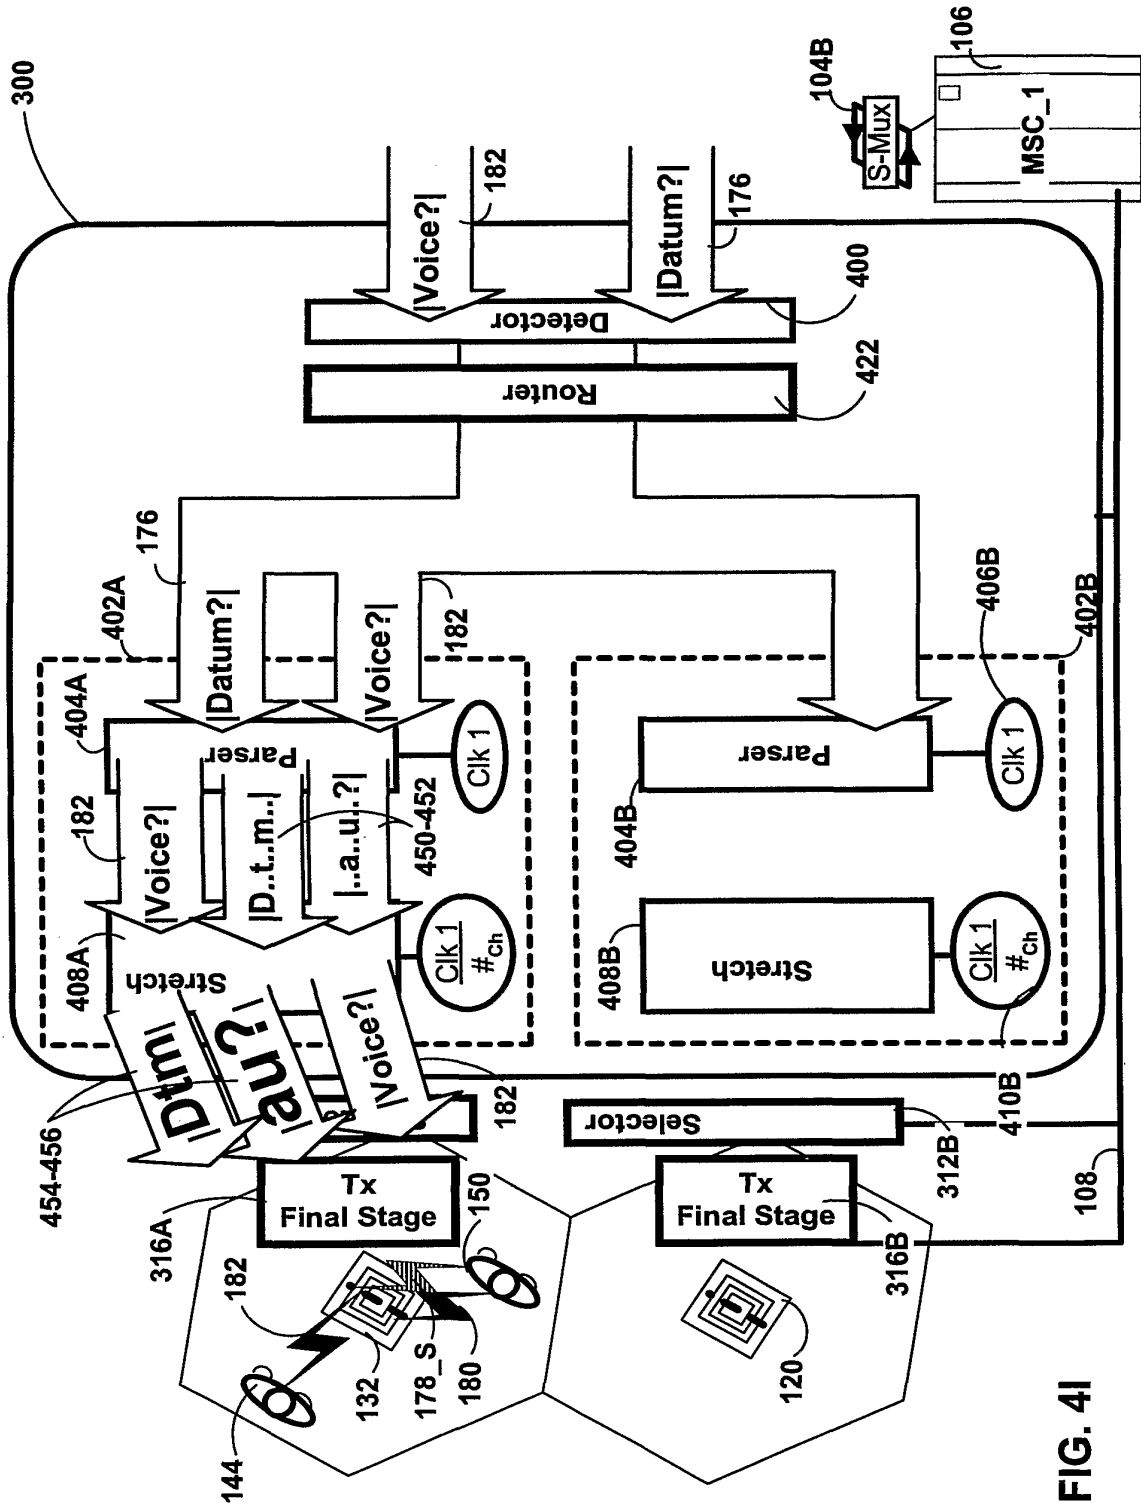 300
104B
106
S-Mux
MSC_1
|Voice?|
182
|Datum?|
176
Detector
400
Router
422
176
402A
|Datum?|
|Voice?|
182
406B
402B
404A
Parser
Clk 1
404B
Parser
Clk 1
182
|Voice?|
|D..t..m..|
|..a..u..?|
450-452
408A
Stretch
Clk 1
#Ch
408B
Stretch
Clk 1
#Ch
410B
454-456
|Dtm|
au?|
|Voice?|
182
Selector
312B
108
316A
Tx
Final Stage
150
Tx
Final Stage
316B
182
144
132
178_S
180
120
FIG. 4I